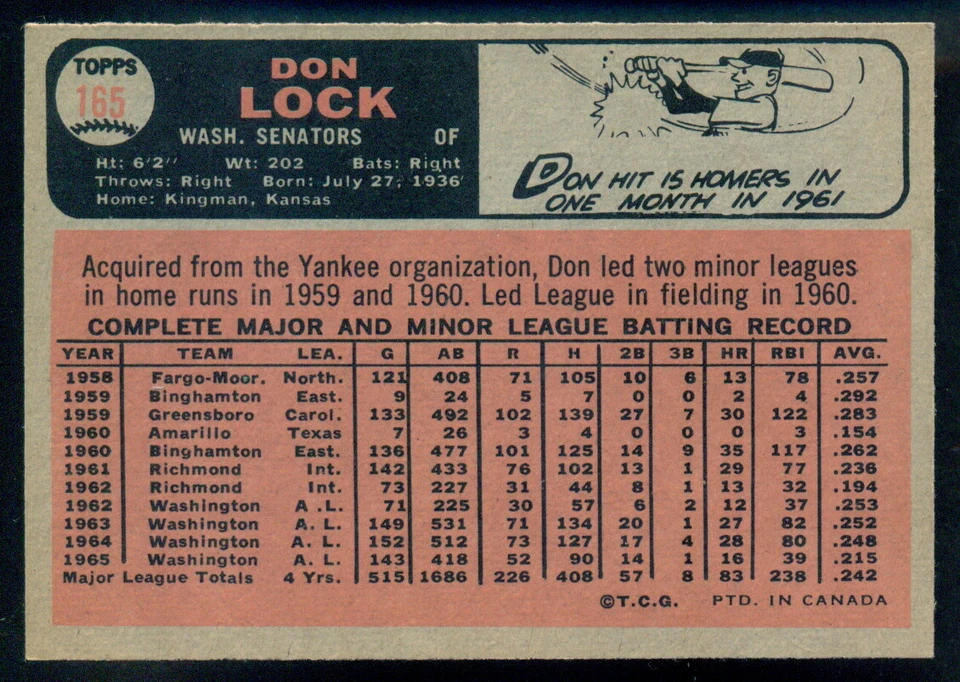 TOPPS
165
DON
LOCK
WASH. SENATORS OF
Ht: 6'2" Wt: 202 Bats: Right
Throws: Right Born: July 27, 1936
Home: Kingman, Kansas
DON HIT 15 HOMERS IN
ONE MONTH IN 1961
Acquired from the Yankee organization, Don led two minor leagues
in home runs in 1959 and 1960. Led League in fielding in 1960.
COMPLETE MAJOR AND MINOR LEAGUE BATTING RECORD
YEAR TEAM LEA. G AB R H 2B 3B HR RBI AVG.
1958 Fargo-Moor. North. 121 408 71 105 10 6 13 78 .257
1959 Binghamton East. 9 24 5 7 0 0 2 4 .292
1959 Greensboro Carol. 133 492 102 139 27 7 30 122 .283
1960 Amarillo Texas 7 26 3 4 0 0 0 3 .154
1960 Binghamton East. 136 477 101 125 14 9 35 117 .262
1961 Richmond Int. 142 433 76 102 13 1 29 77 .236
1962 Richmond Int. 73 227 31 44 8 1 13 32 .194
1962 Washington A .L. 71 225 30 57 6 2 12 37 .253
1963 Washington A. L. 149 531 71 134 20 1 27 82 .252
1964 Washington A. L. 152 512 73 127 17 4 28 80 .248
1965 Washington A. L. 143 418 52 90 14 1 16 39 .215
Major League Totals 4 Yrs. 515 1686 226 408 57 8 83 238 .242
©T.C.G. PTD. IN CANADA